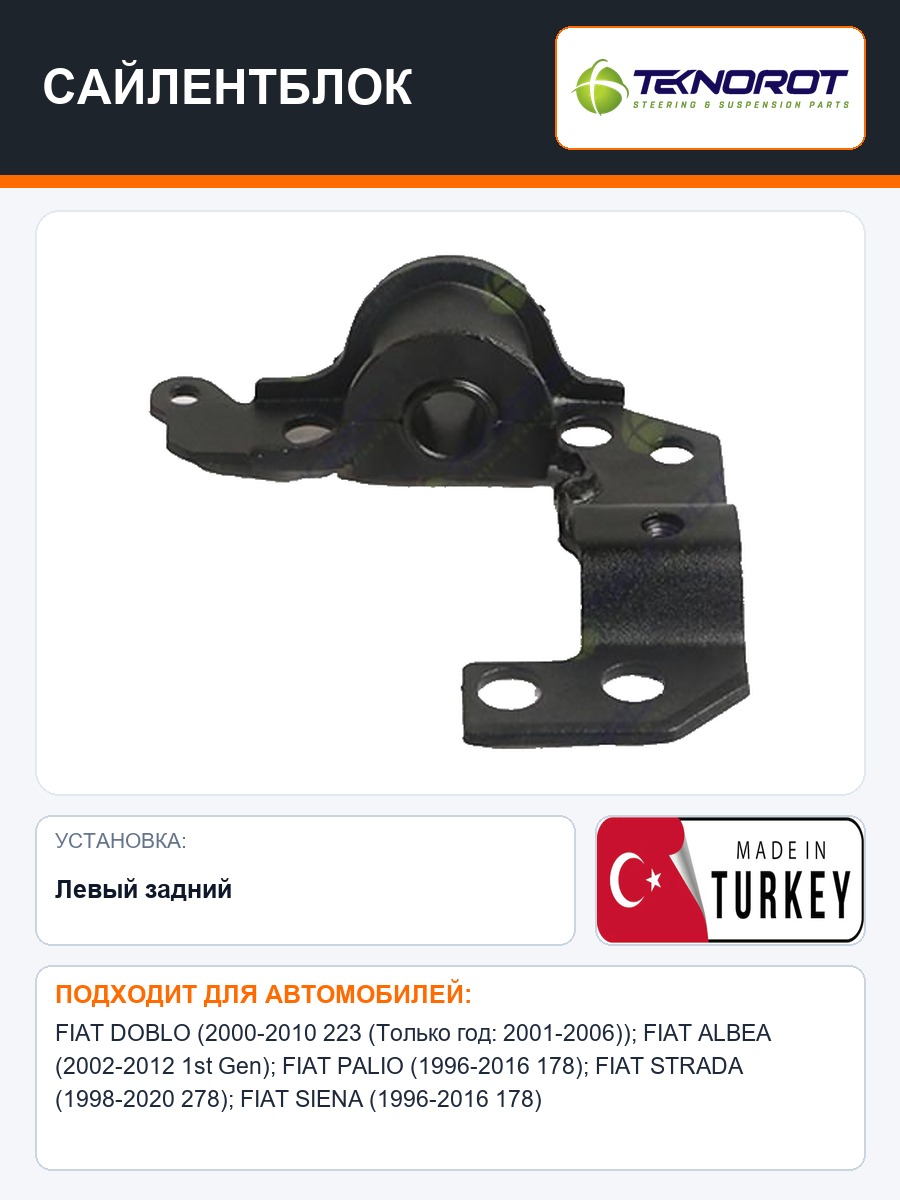 САЙЛЕНТБЛОК
TEKNOROT
STEERING & SUSPENSION PARTS
УСТАНОВКА:
Левый задний
MADE IN
TURKEY
ПОДХОДИТ ДЛЯ АВТОМОБИЛЕЙ:
FIAT DOBLO (2000-2010 223 (Только год: 2001-2006)); FIAT ALBEA
(2002-2012 1st Gen); FIAT PALIO (1996-2016 178); FIAT STRADA
(1998-2020 278); FIAT SIENA (1996-2016 178)